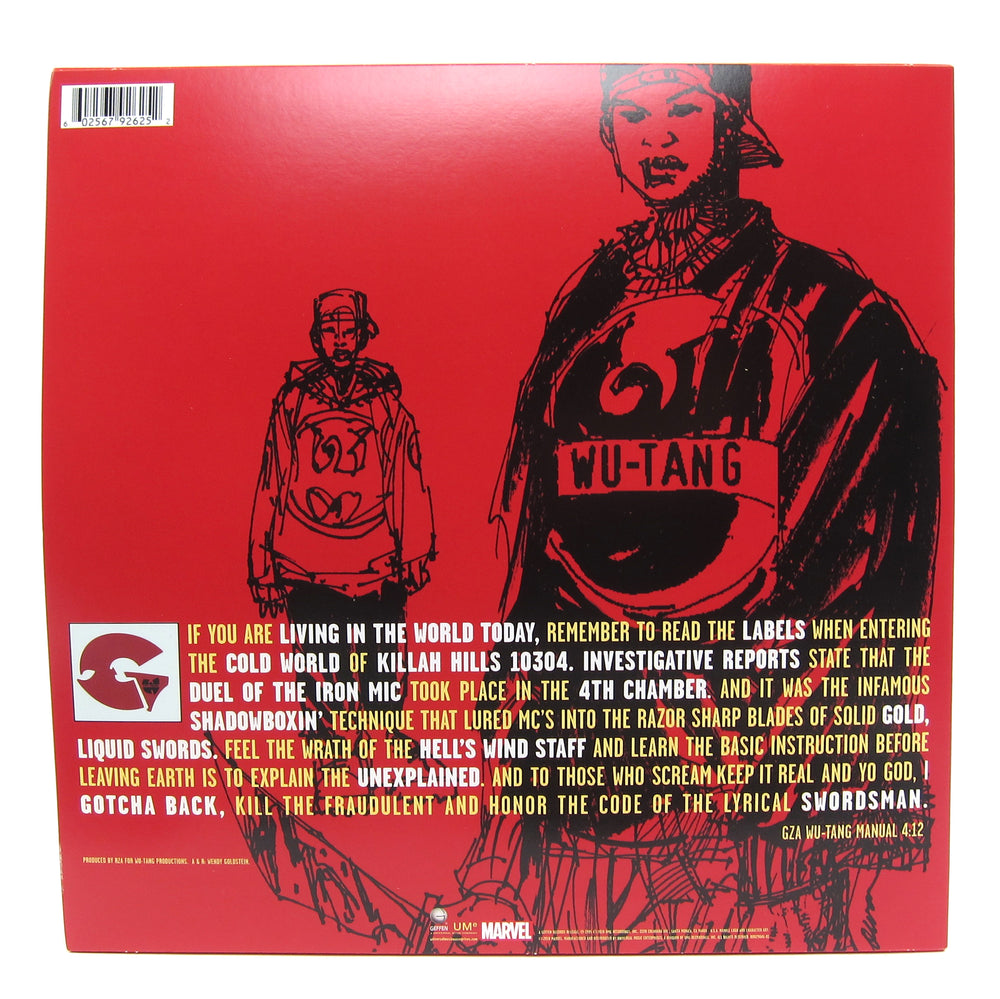 6 02567 92625 2
WU-TANG
IF YOU ARE LIVING IN THE WORLD TODAY, REMEMBER TO READ THE LABELS WHEN ENTERING
THE COLD WORLD OF KILLAH HILLS 10304. INVESTIGATIVE REPORTS STATE THAT THE
DUEL OF THE IRON MIC TOOK PLACE IN THE 4TH CHAMBER. AND IT WAS THE INFAMOUS
SHADOWBOXIN' TECHNIQUE THAT LURED MC'S INTO THE RAZOR SHARP BLADES OF SOLID GOLD,
LIQUID SWORDS. FEEL THE WRATH OF THE HELL'S WIND STAFF AND LEARN THE BASIC INSTRUCTION BEFORE
LEAVING EARTH IS TO EXPLAIN THE UNEXPLAINED. AND TO THOSE WHO SCREAM KEEP IT REAL AND YO GOD, I
GOTCHA BACK, KILL THE FRAUDULENT AND HONOR THE CODE OF THE LYRICAL SWORDSMAN.
GZA WU-TANG MANUAL 4:12
PRODUCED BY RZA FOR WU-TANG PRODUCTIONS. A & R: WENDY GOLDSTEIN.
GEFFEN UMe MARVEL